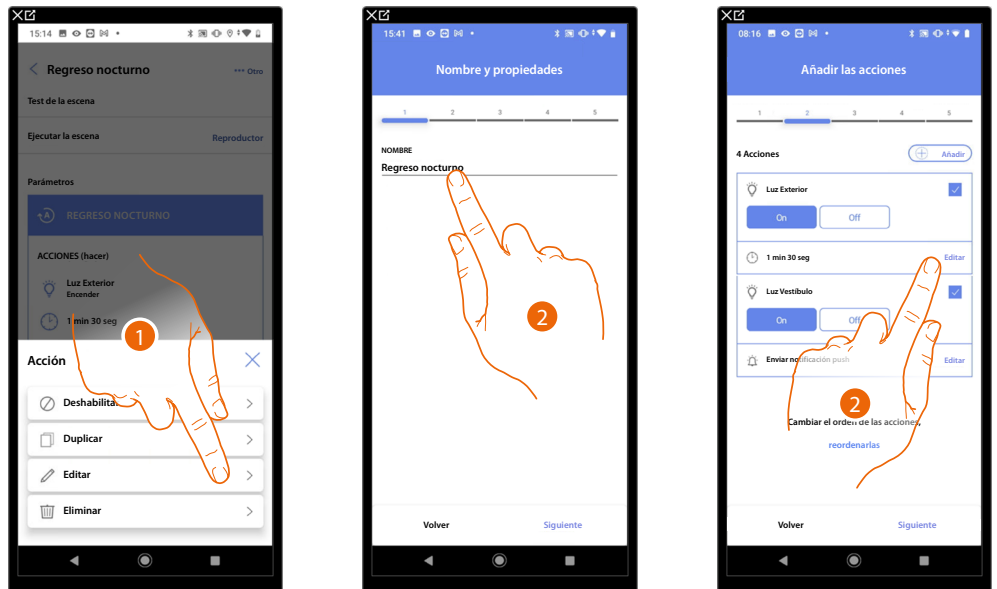 15:14
Regreso nocturno
Otro
Test de la escena
Ejecutar la escena
Reproductor
Parámetros
REGRESO NOCTURNO
ACCIONES (hacer)
Luz Exterior
Encender
1 min 30 seg
1
Acción
Deshabilitar
Duplicar
Editar
Eliminar
15:41
Nombre y propiedades
1 2 3 4 5
NOMBRE
Regreso nocturno
2
Volver
Siguiente
08:16
Añadir las acciones
1 2 3 4 5
4 Acciones
Añadir
Luz Exterior
On
Off
1 min 30 seg
Editar
Luz Vestíbulo
On
Off
Enviar notificación push
Editar
2
Cambiar el orden de las acciones,
reordenarlas
Volver
Siguiente